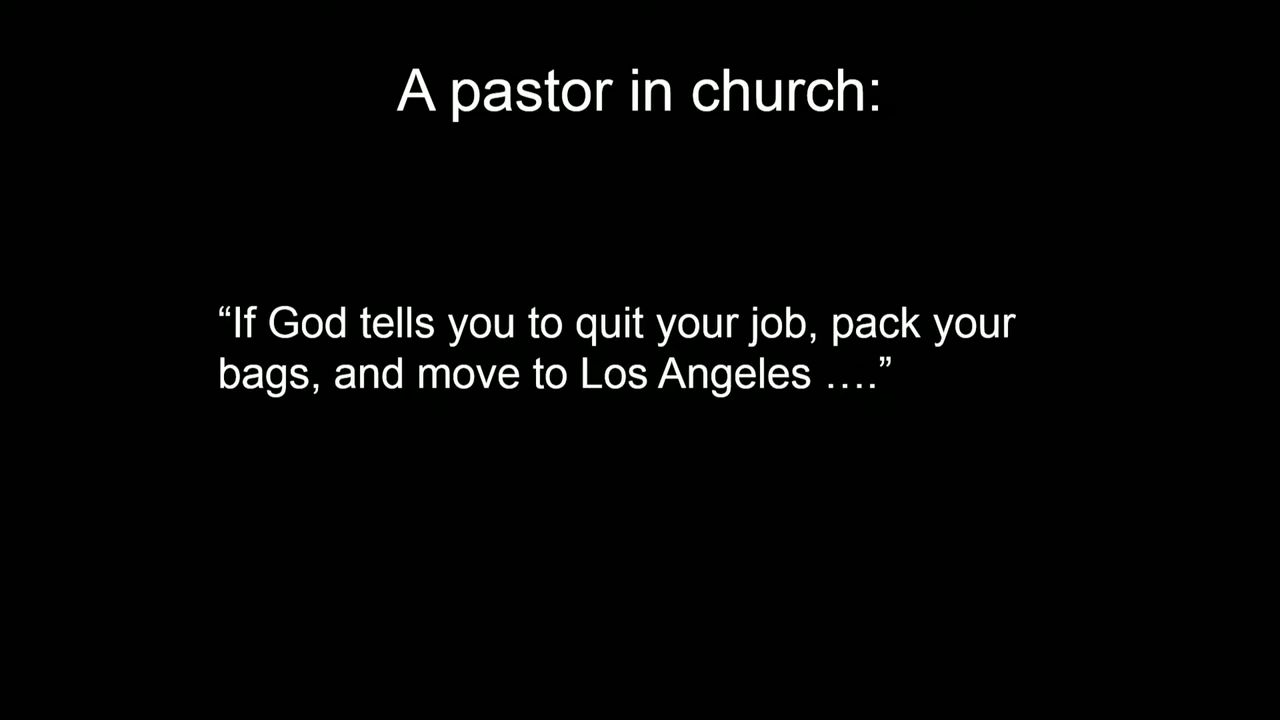 A pastor in church:
“If God tells you to quit your job, pack your
bags, and move to Los Angeles ….”